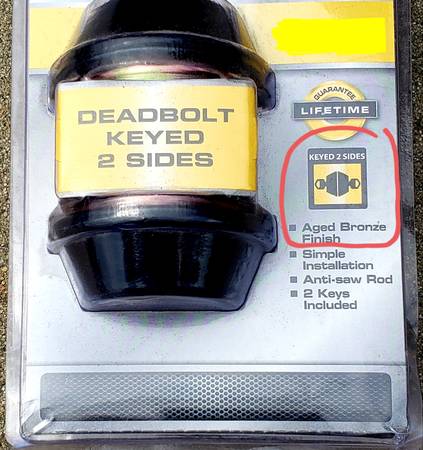 DEADBOLT
KEYED
2 SIDES
GUARANTEE
LIFETIME
KEYED 2 SIDES
Aged Bronze
Finish
Simple
Installation
Anti-saw Rod
2 Keys
Included